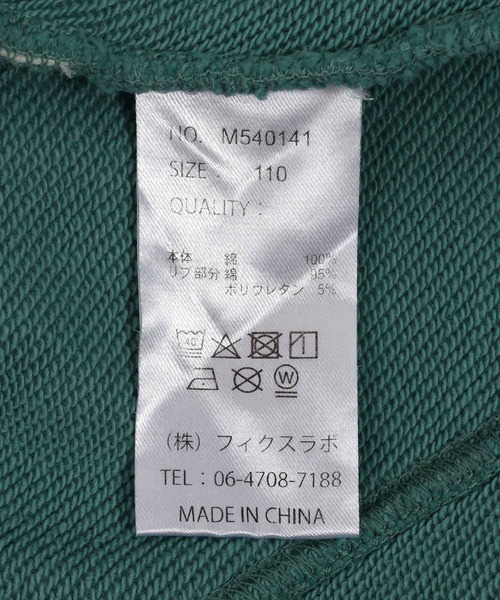 NO. M540141
SIZE : 110
QUALITY :
本体 綿 100%
リブ部分 綿 95%
ポリウレタン 5%
40
W
(株) フィクスラボ
TEL : 06-4708-7188
MADE IN CHINA